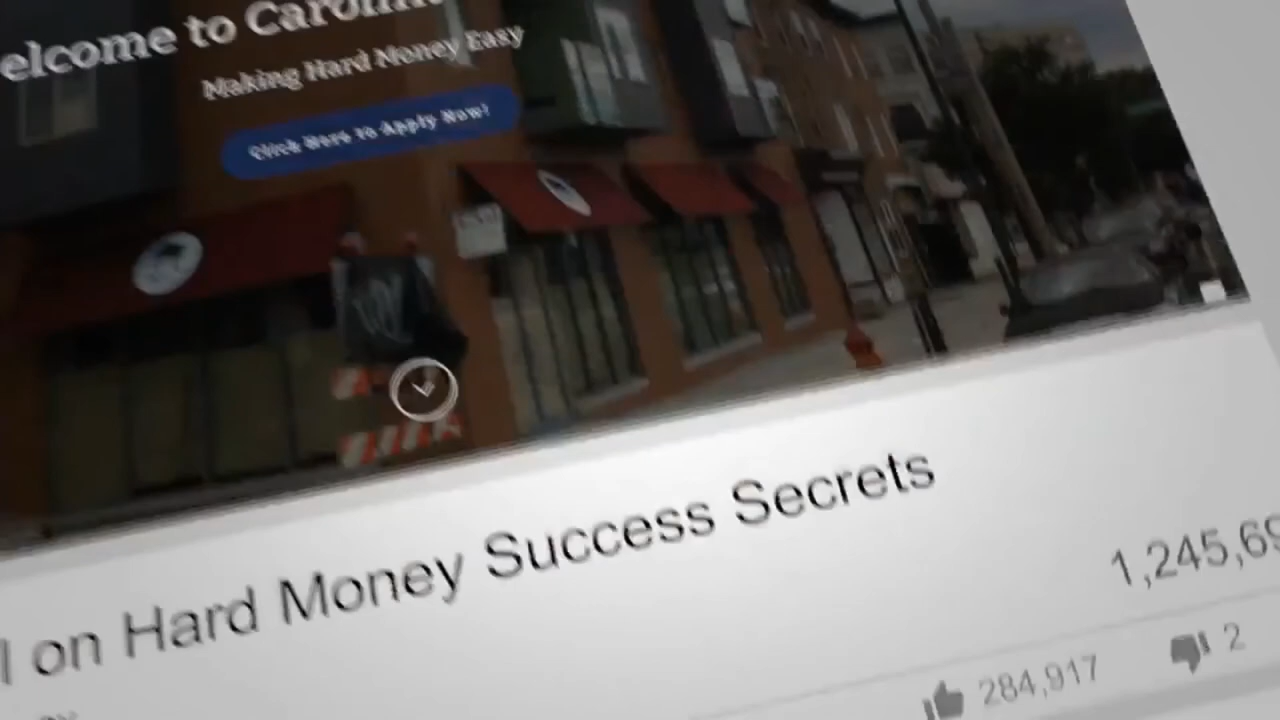 elcome to Carolin
Making Hard Money Easy
Click Here to Apply Now!
l on Hard Money Success Secrets
1,245,69
284,917
2